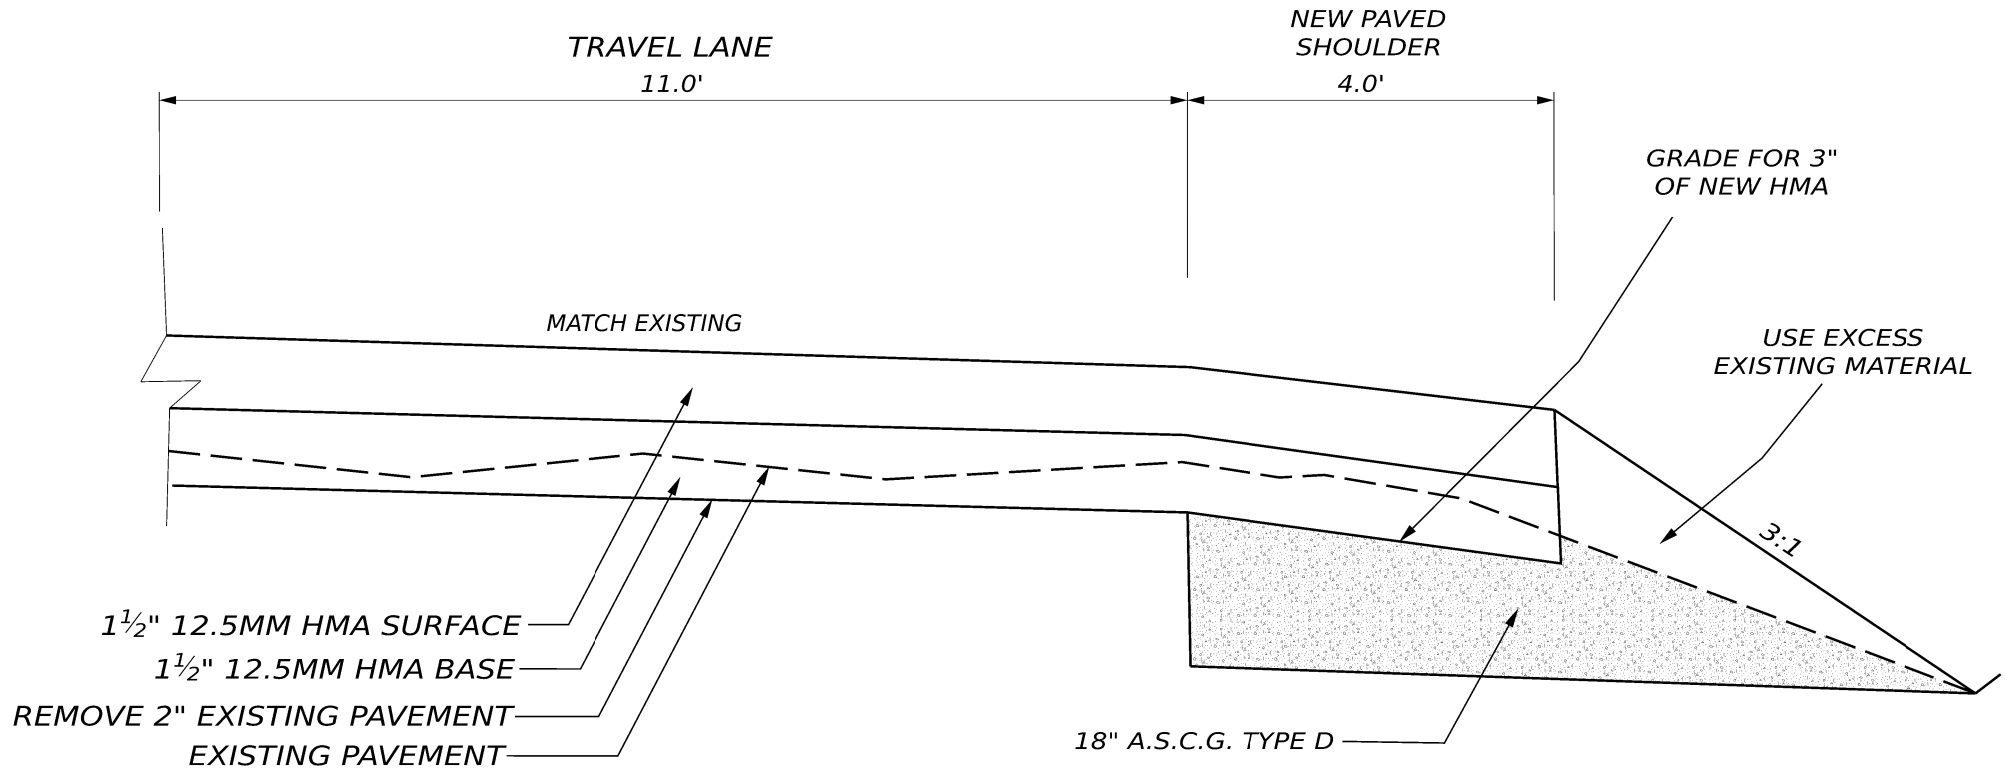 TRAVEL LANE
11.0'
NEW PAVED
SHOULDER
4.0'
GRADE FOR 3"
OF NEW HMA
MATCH EXISTING
USE EXCESS
EXISTING MATERIAL
3:1
1½" 12.5MM HMA SURFACE
1½" 12.5MM HMA BASE
REMOVE 2" EXISTING PAVEMENT
EXISTING PAVEMENT
18" A.S.C.G. TYPE D